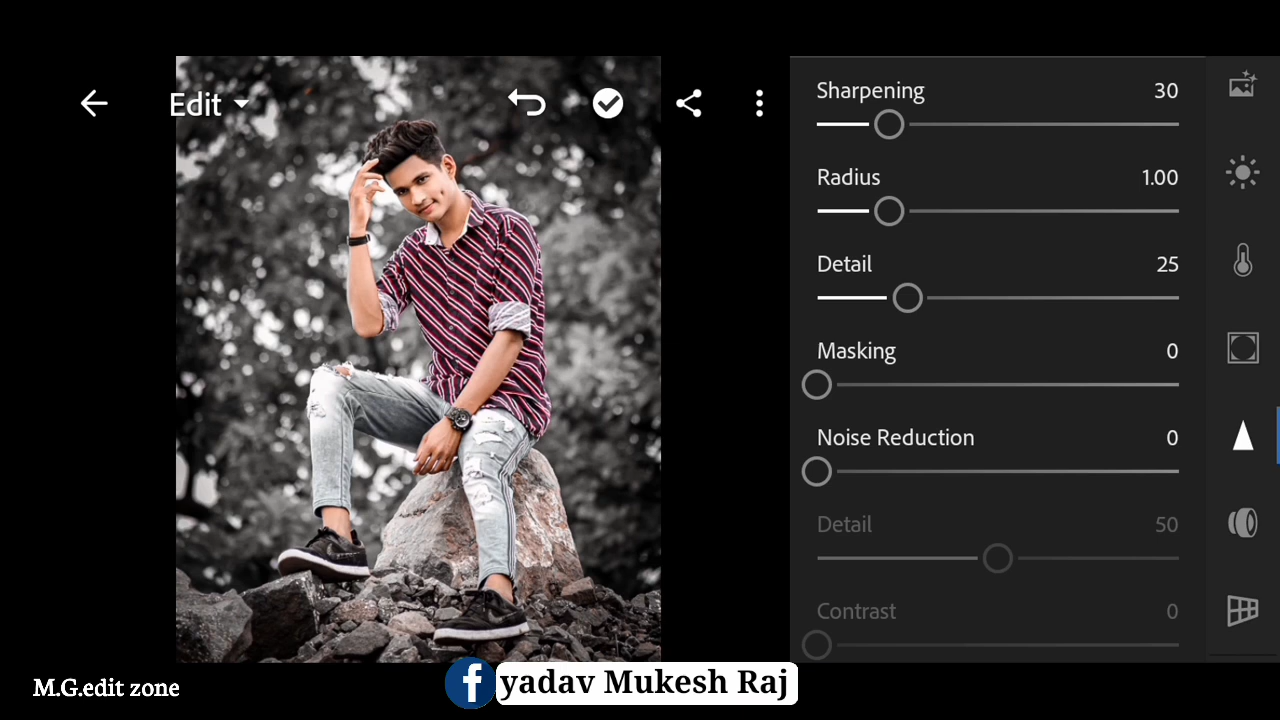 Edit
Sharpening 30
Radius 1.00
Detail 25
Masking 0
Noise Reduction 0
Detail 50
Contrast 0
M.G.edit zone
f yadav Mukesh Raj